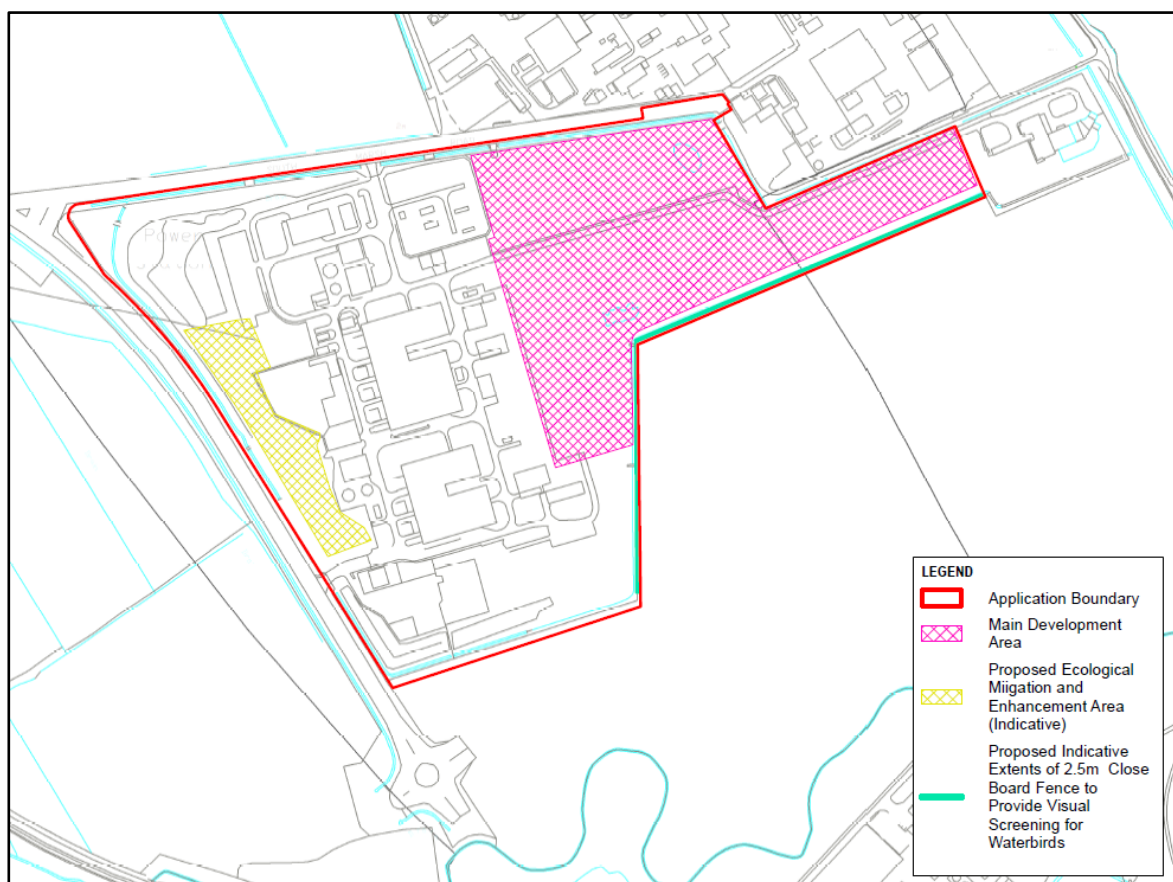 Power
LEGEND
Application Boundary
Main Development
Area
Proposed Ecological
Miigation and
Enhancement Area
(Indicative)
Proposed Indicative
Extents of 2.5m Close
Board Fence to
Provide Visual
Screening for
Waterbirds